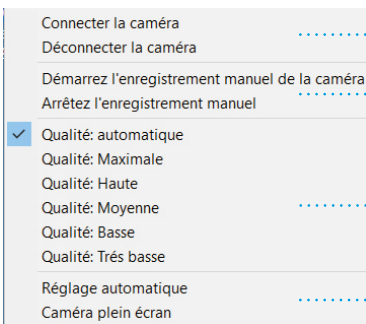 Connecter la caméra
Déconnecter la caméra
Démarrez l'enregistrement manuel de la caméra
Arrêtez l'enregistrement manuel
Qualité: automatique
Qualité: Maximale
Qualité: Haute
Qualité: Moyenne
Qualité: Basse
Qualité: Trés basse
Réglage automatique
Caméra plein écran